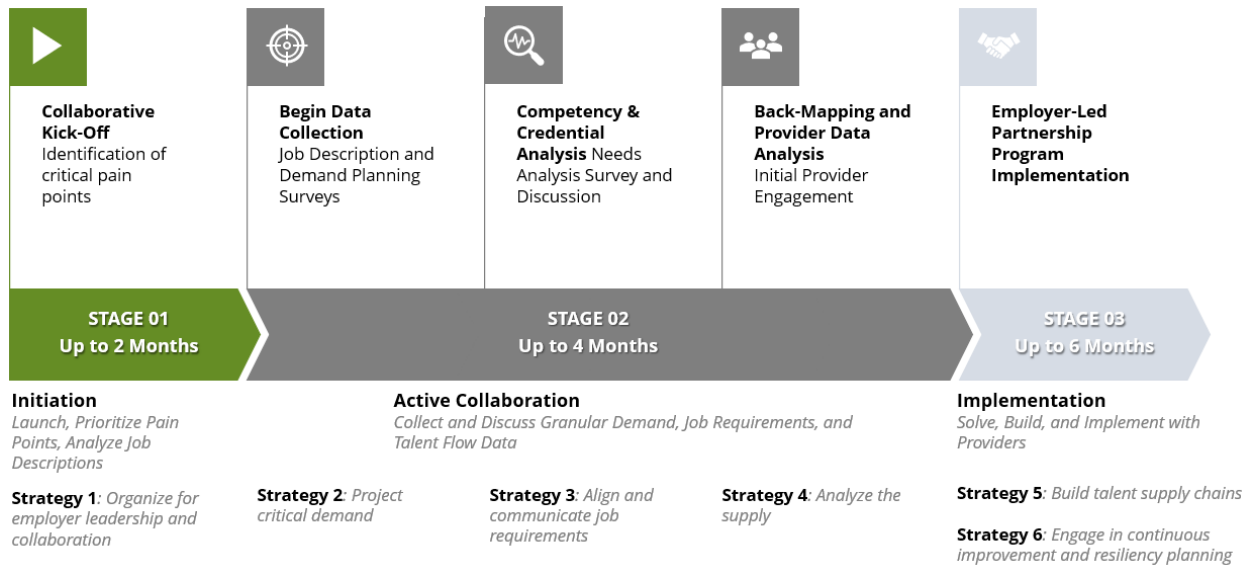 Collaborative
Kick-Off
Identification of
critical pain
points
Begin Data
Collection
Job Description and
Demand Planning
Surveys
Competency &
Credential
Analysis Needs
Analysis Survey and
Discussion
Back-Mapping and
Provider Data
Analysis
Initial Provider
Engagement
Employer-Led
Partnership
Program
Implementation
STAGE 01
Up to 2 Months
STAGE 02
Up to 4 Months
STAGE 03
Up to 6 Months
Initiation
Launch, Prioritize Pain
Points, Analyze Job
Descriptions
Active Collaboration
Collect and Discuss Granular Demand, Job Requirements, and
Talent Flow Data
Implementation
Solve, Build, and Implement with
Providers
Strategy 1: Organize for
employer leadership and
collaboration
Strategy 2: Project
critical demand
Strategy 3: Align and
communicate job
requirements
Strategy 4: Analyze the
supply
Strategy 5: Build talent supply chains
Strategy 6: Engage in continuous
improvement and resiliency planning